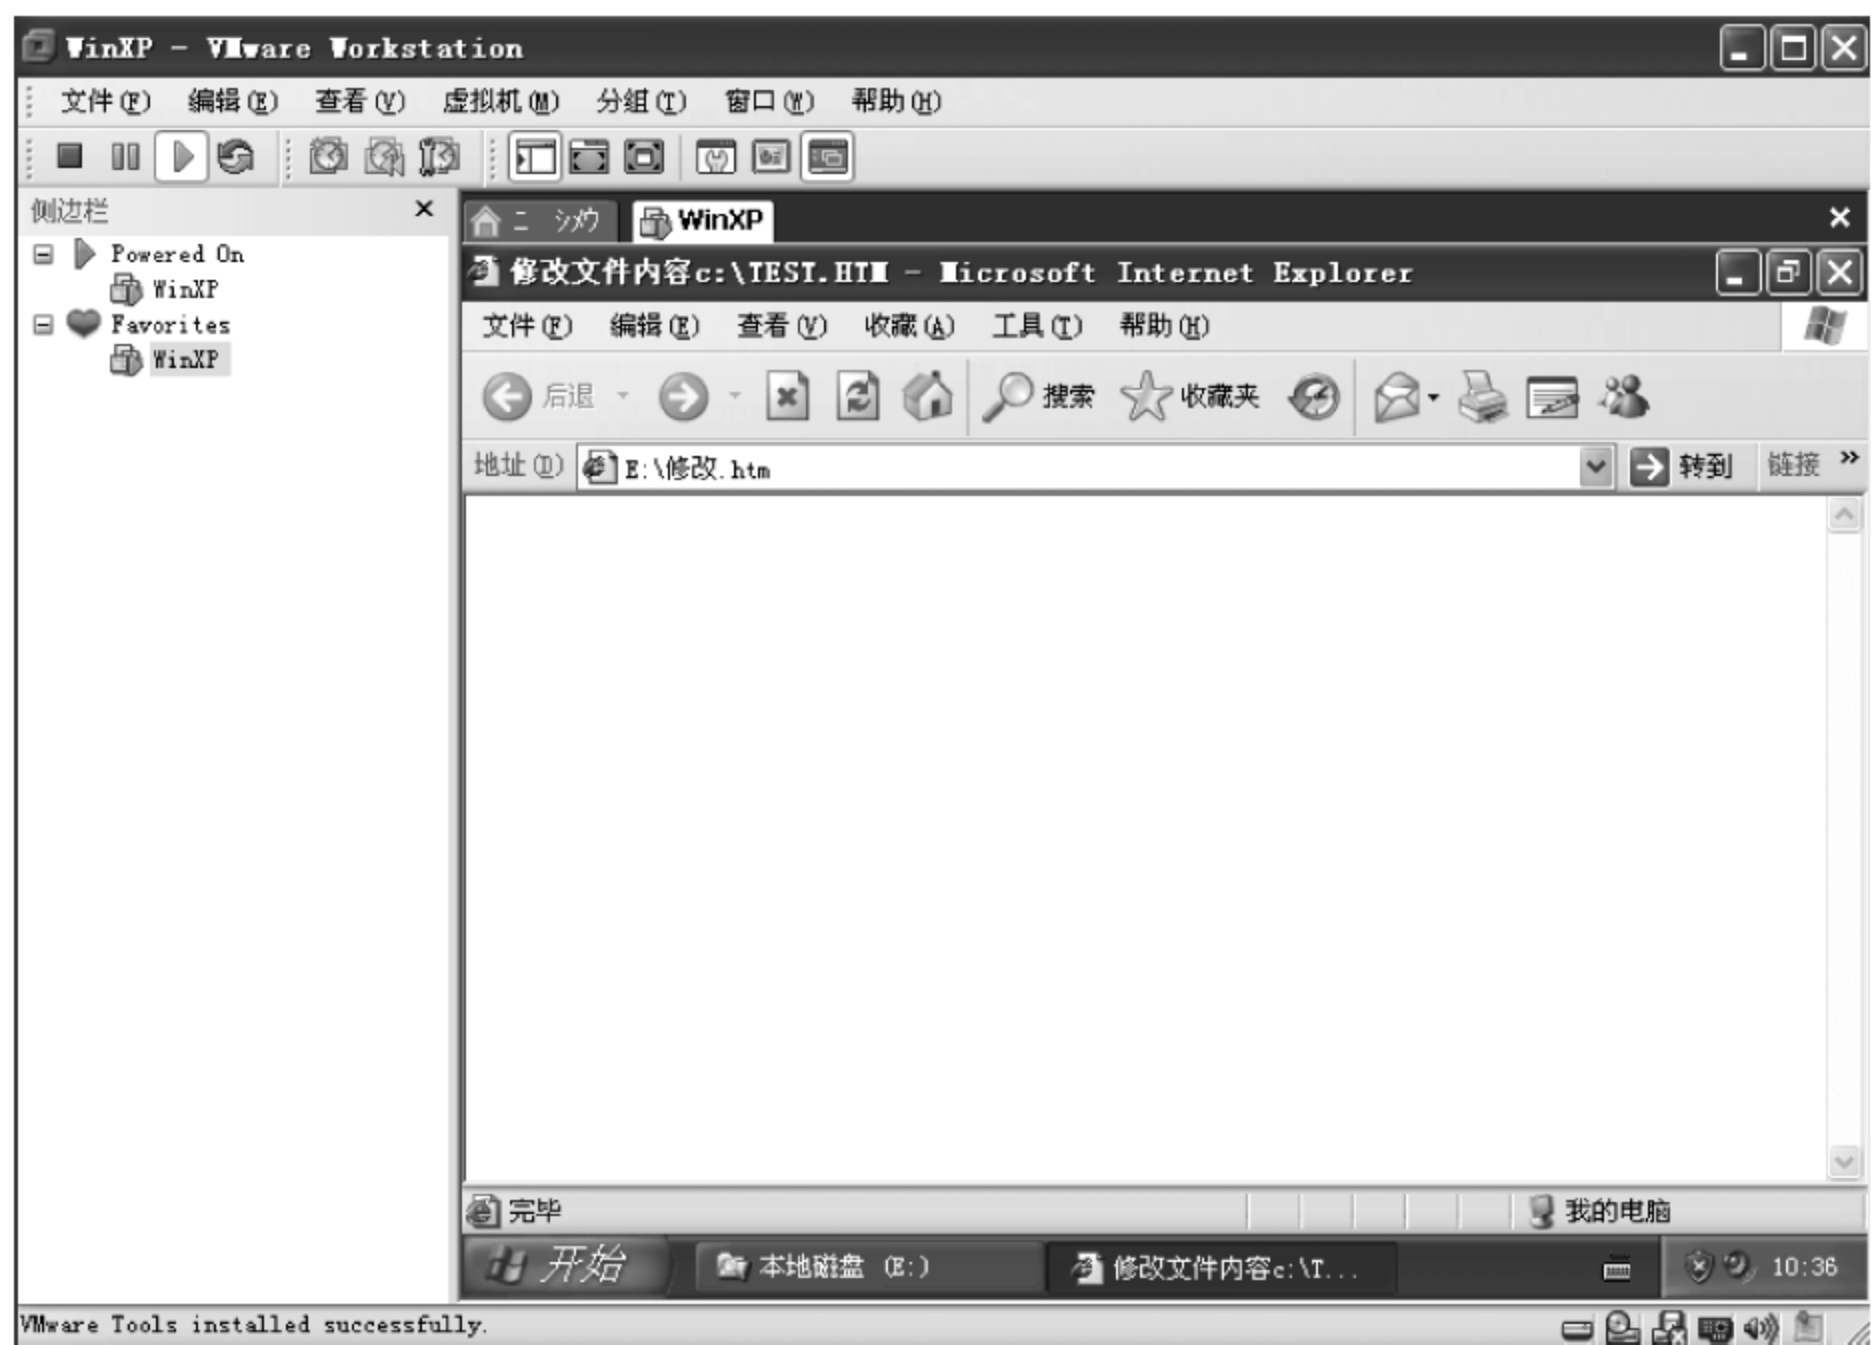 WinXP - VMware Workstation
文件(F) 编辑(E) 查看(V) 虚拟机(M) 分组(T) 窗口(W) 帮助(H)
侧边栏
Powered On
WinXP
Favorites
WinXP
ニ ｼﾒｳ WinXP
修改文件内容c:\TEST.HTM - Microsoft Internet Explorer
文件(F) 编辑(E) 查看(V) 收藏(A) 工具(T) 帮助(H)
后退 搜索 收藏夹
地址(D) E:\修改.htm 转到 链接 »
完毕 我的电脑
开始 本地磁盘 (E:) 修改文件内容c:\T... 10:36
VMware Tools installed successfully.